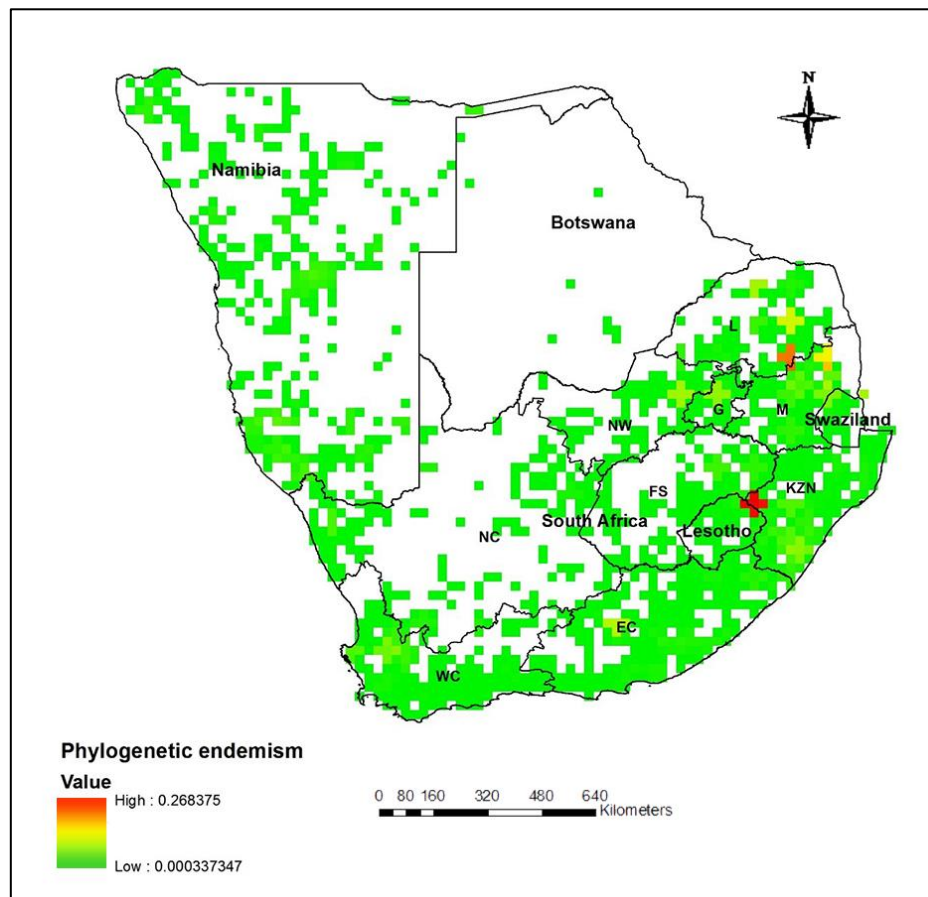 N
Namibia
Botswana
L
G
M
Swaziland
NW
FS
KZN
South Africa
Lesotho
NC
EC
WC
Phylogenetic endemism
Value
High : 0.268375
Low : 0.000337347
0 80 160 320 480 640
Kilometers